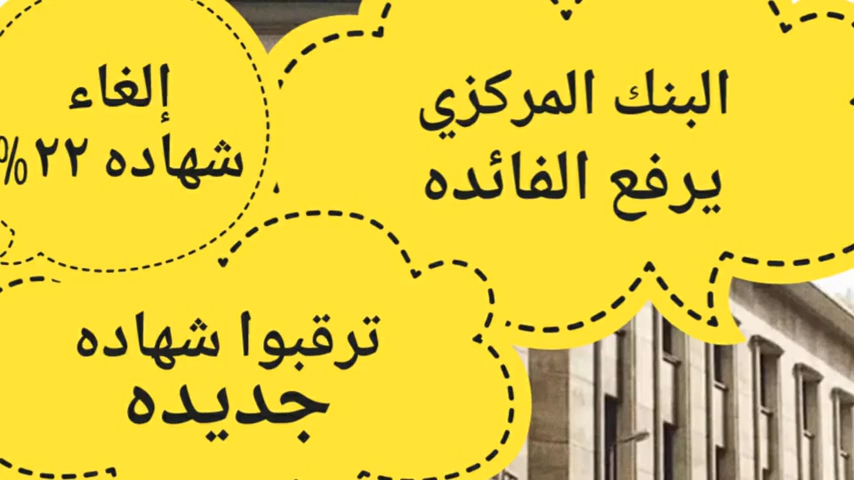 البنك المركزي
يرفع الفائده
إلغاء
شهاده ٢٢%
ترقبوا شهاده
جديده